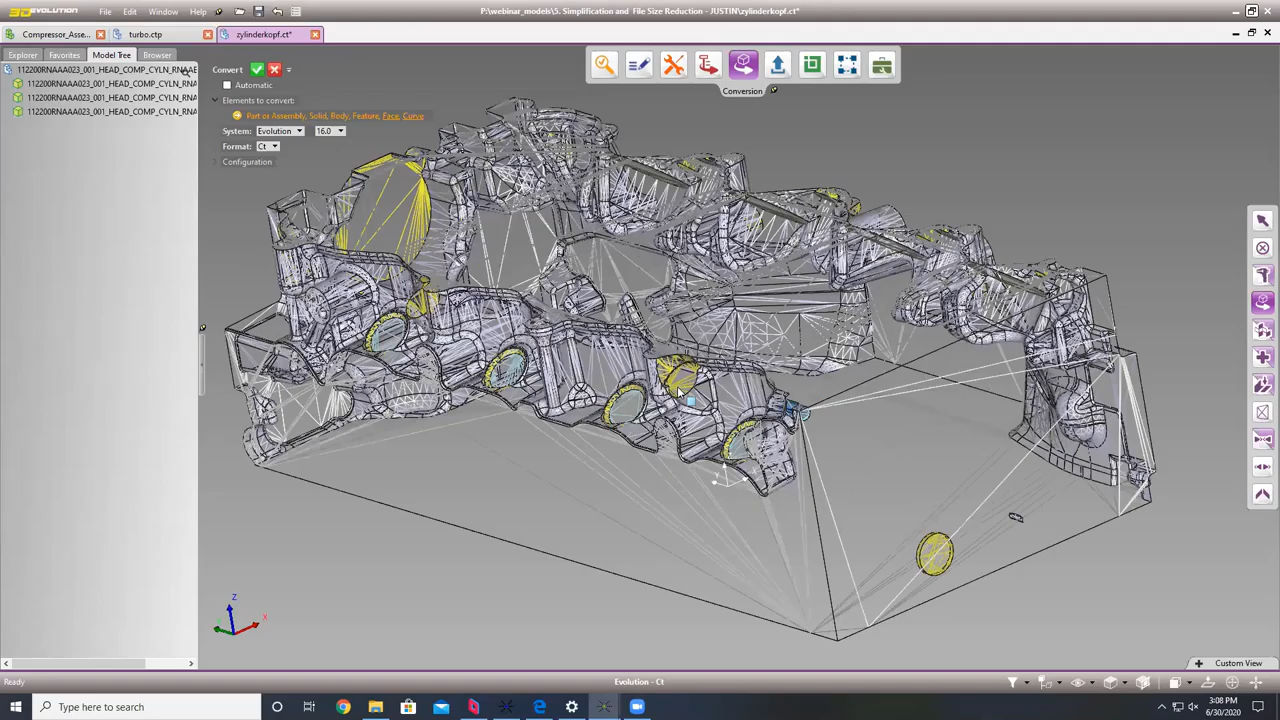 3D EVOLUTION File Edit Window Help P:\webinar_models\5. Simplification and File Size Reduction - JUSTIN\zylinderkopf.ct*
Compressor_Asse... turbo.ctp zylinderkopf.ct*
Explorer Favorites Model Tree Browser
112200RNAAA023_001_HEAD_COMP_CYLN_RNAAE
112200RNAAA023_001_HEAD_COMP_CYLN_RNA
112200RNAAA023_001_HEAD_COMP_CYLN_RNA
112200RNAAA023_001_HEAD_COMP_CYLN_RNA
Convert
Automatic
Elements to convert:
Part or Assembly, Solid, Body, Feature, Face, Curve
System: Evolution 16.0
Format: Ct
Configuration
Conversion
Y
Z
X
Custom View
Ready Evolution - Ct
Type here to search
3:08 PM
6/30/2020